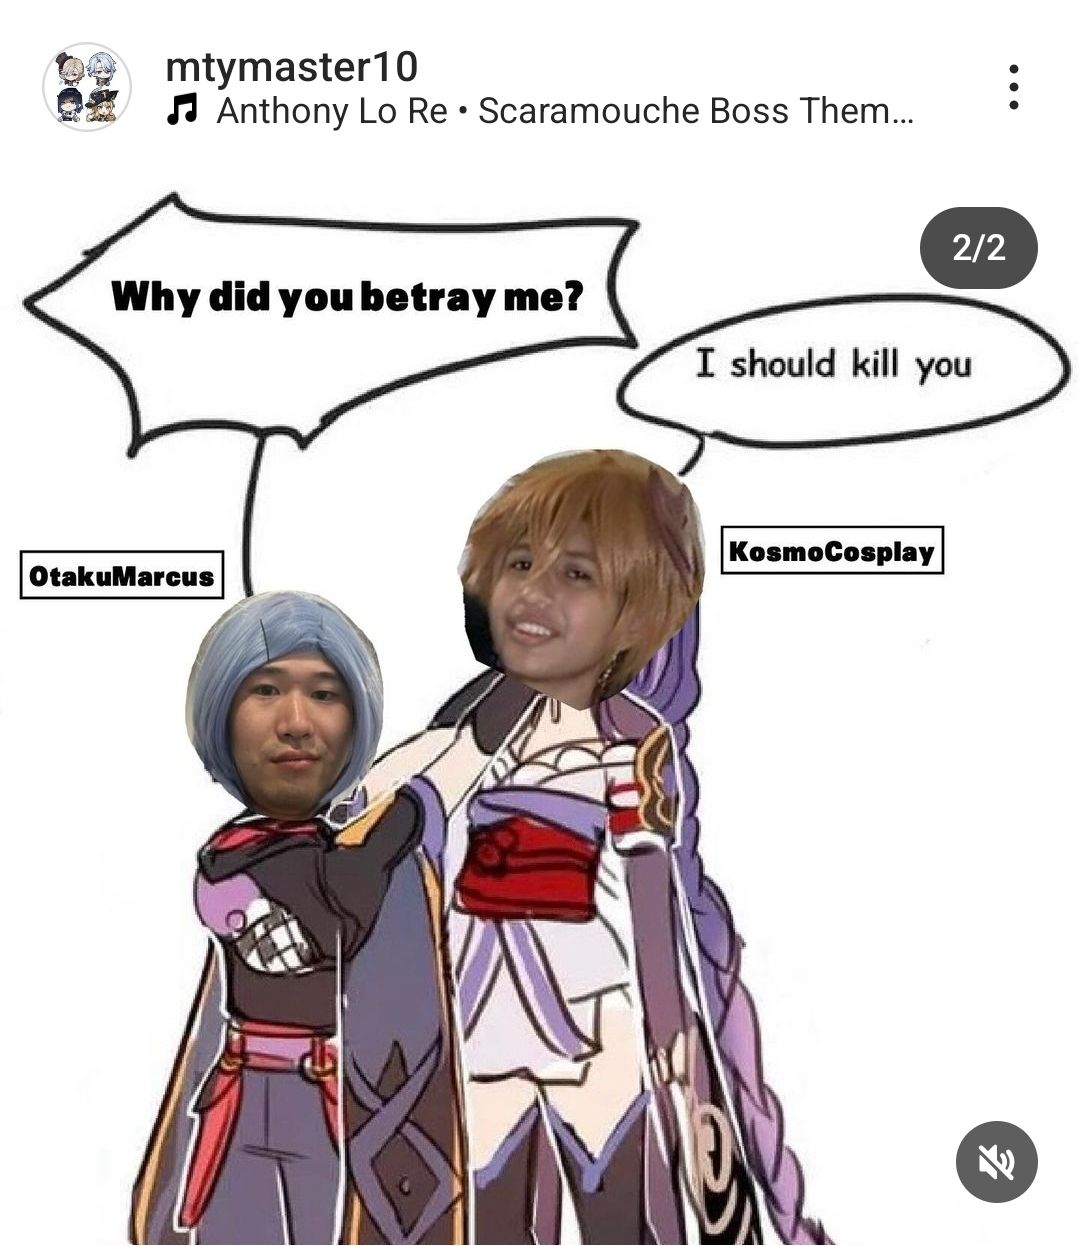 mtymaster10
Anthony Lo Re • Scaramouche Boss Them...
2/2
Why did you betray me?
I should kill you
KosmoCosplay
OtakuMarcus